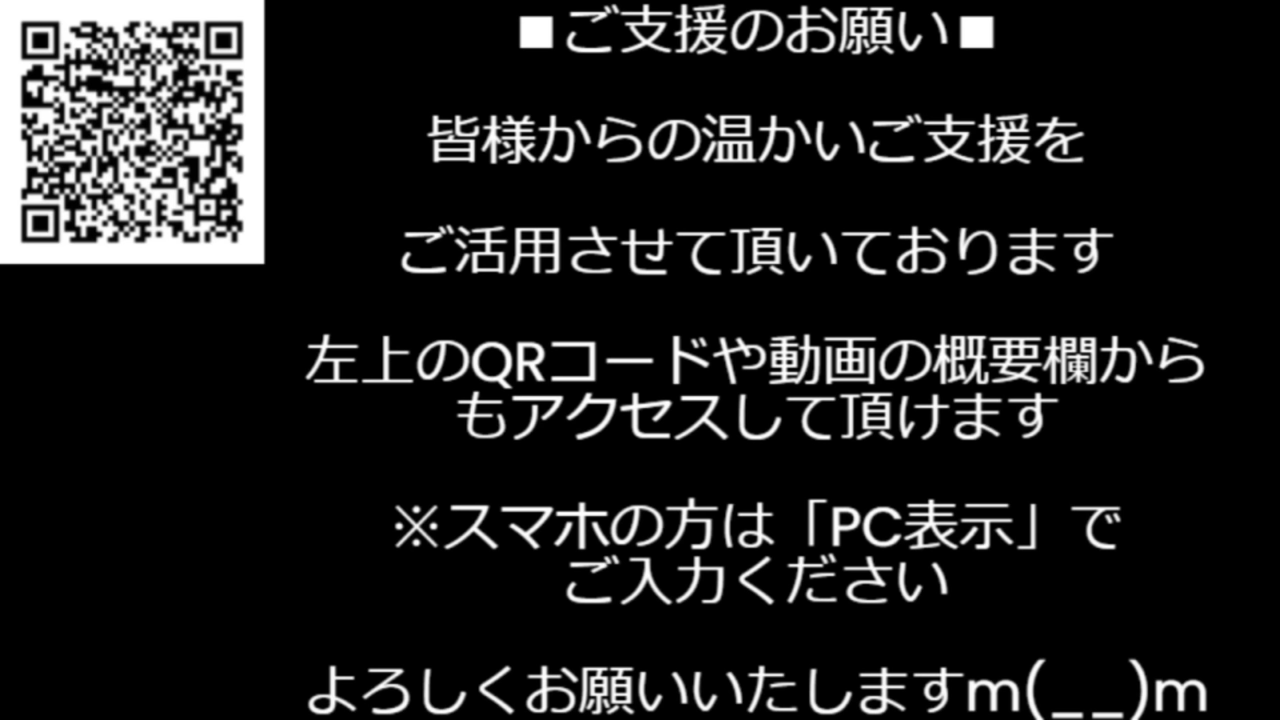 ■ご支援のお願い■
皆様からの温かいご支援を
ご活用させて頂いております
左上のQRコードや動画の概要欄から
もアクセスして頂けます
※スマホの方は「PC表示」で
ご入力ください
よろしくお願いいたしますm(__)m